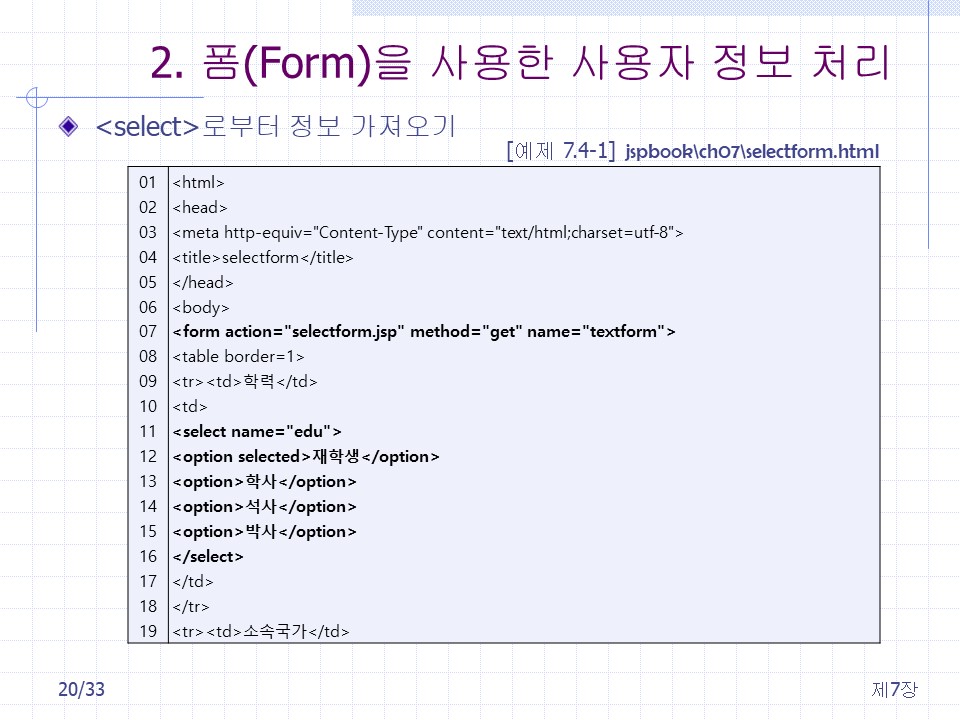 2. 폼(Form)을 사용한 사용자 정보 처리
<select>로부터 정보 가져오기
[예제 7.4-1] jspbook\ch07\selectform.html
01 <html>
02 <head>
03 <meta http-equiv="Content-Type" content="text/html;charset=utf-8">
04 <title>selectform</title>
05 </head>
06 <body>
07 <form action="selectform.jsp" method="get" name="textform">
08 <table border=1>
09 <tr><td>학력</td>
10 <td>
11 <select name="edu">
12 <option selected>재학생</option>
13 <option>학사</option>
14 <option>석사</option>
15 <option>박사</option>
16 </select>
17 </td>
18 </tr>
19 <tr><td>소속국가</td>
20/33 제7장